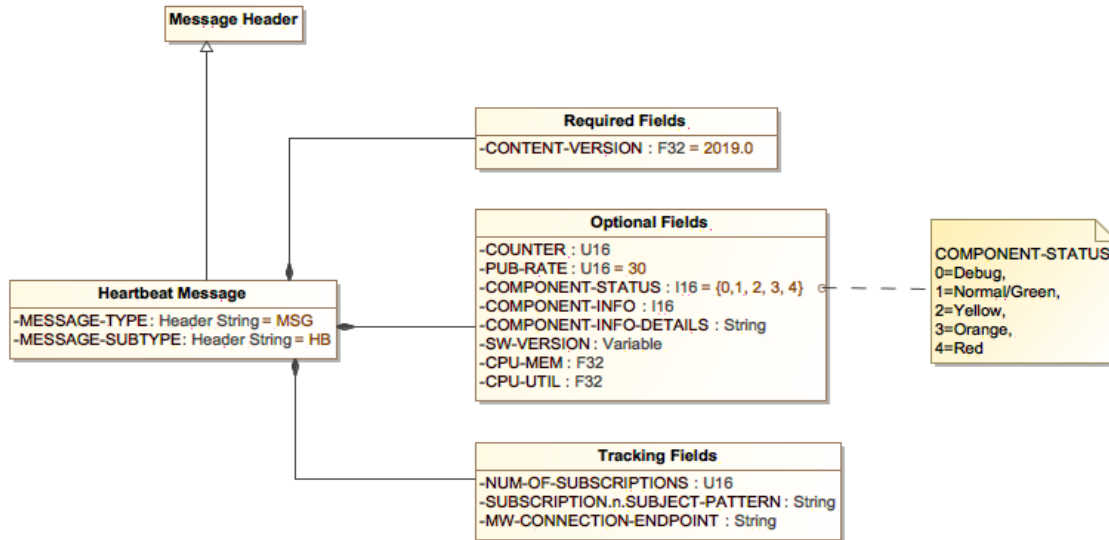 Message Header
Required Fields
-CONTENT-VERSION : F32 = 2019.0
Optional Fields
-COUNTER : U16
-PUB-RATE : U16 = 30
-COMPONENT-STATUS : I16 = {0,1, 2, 3, 4}
-COMPONENT-INFO : I16
-COMPONENT-INFO-DETAILS : String
-SW-VERSION : Variable
-CPU-MEM : F32
-CPU-UTIL : F32
COMPONENT-STATUS
0=Debug,
1=Normal/Green,
2=Yellow,
3=Orange,
4=Red
Heartbeat Message
-MESSAGE-TYPE: Header String = MSG
-MESSAGE-SUBTYPE: Header String = HB
Tracking Fields
-NUM-OF-SUBSCRIPTIONS : U16
-SUBSCRIPTION.n.SUBJECT-PATTERN : String
-MW-CONNECTION-ENDPOINT : String